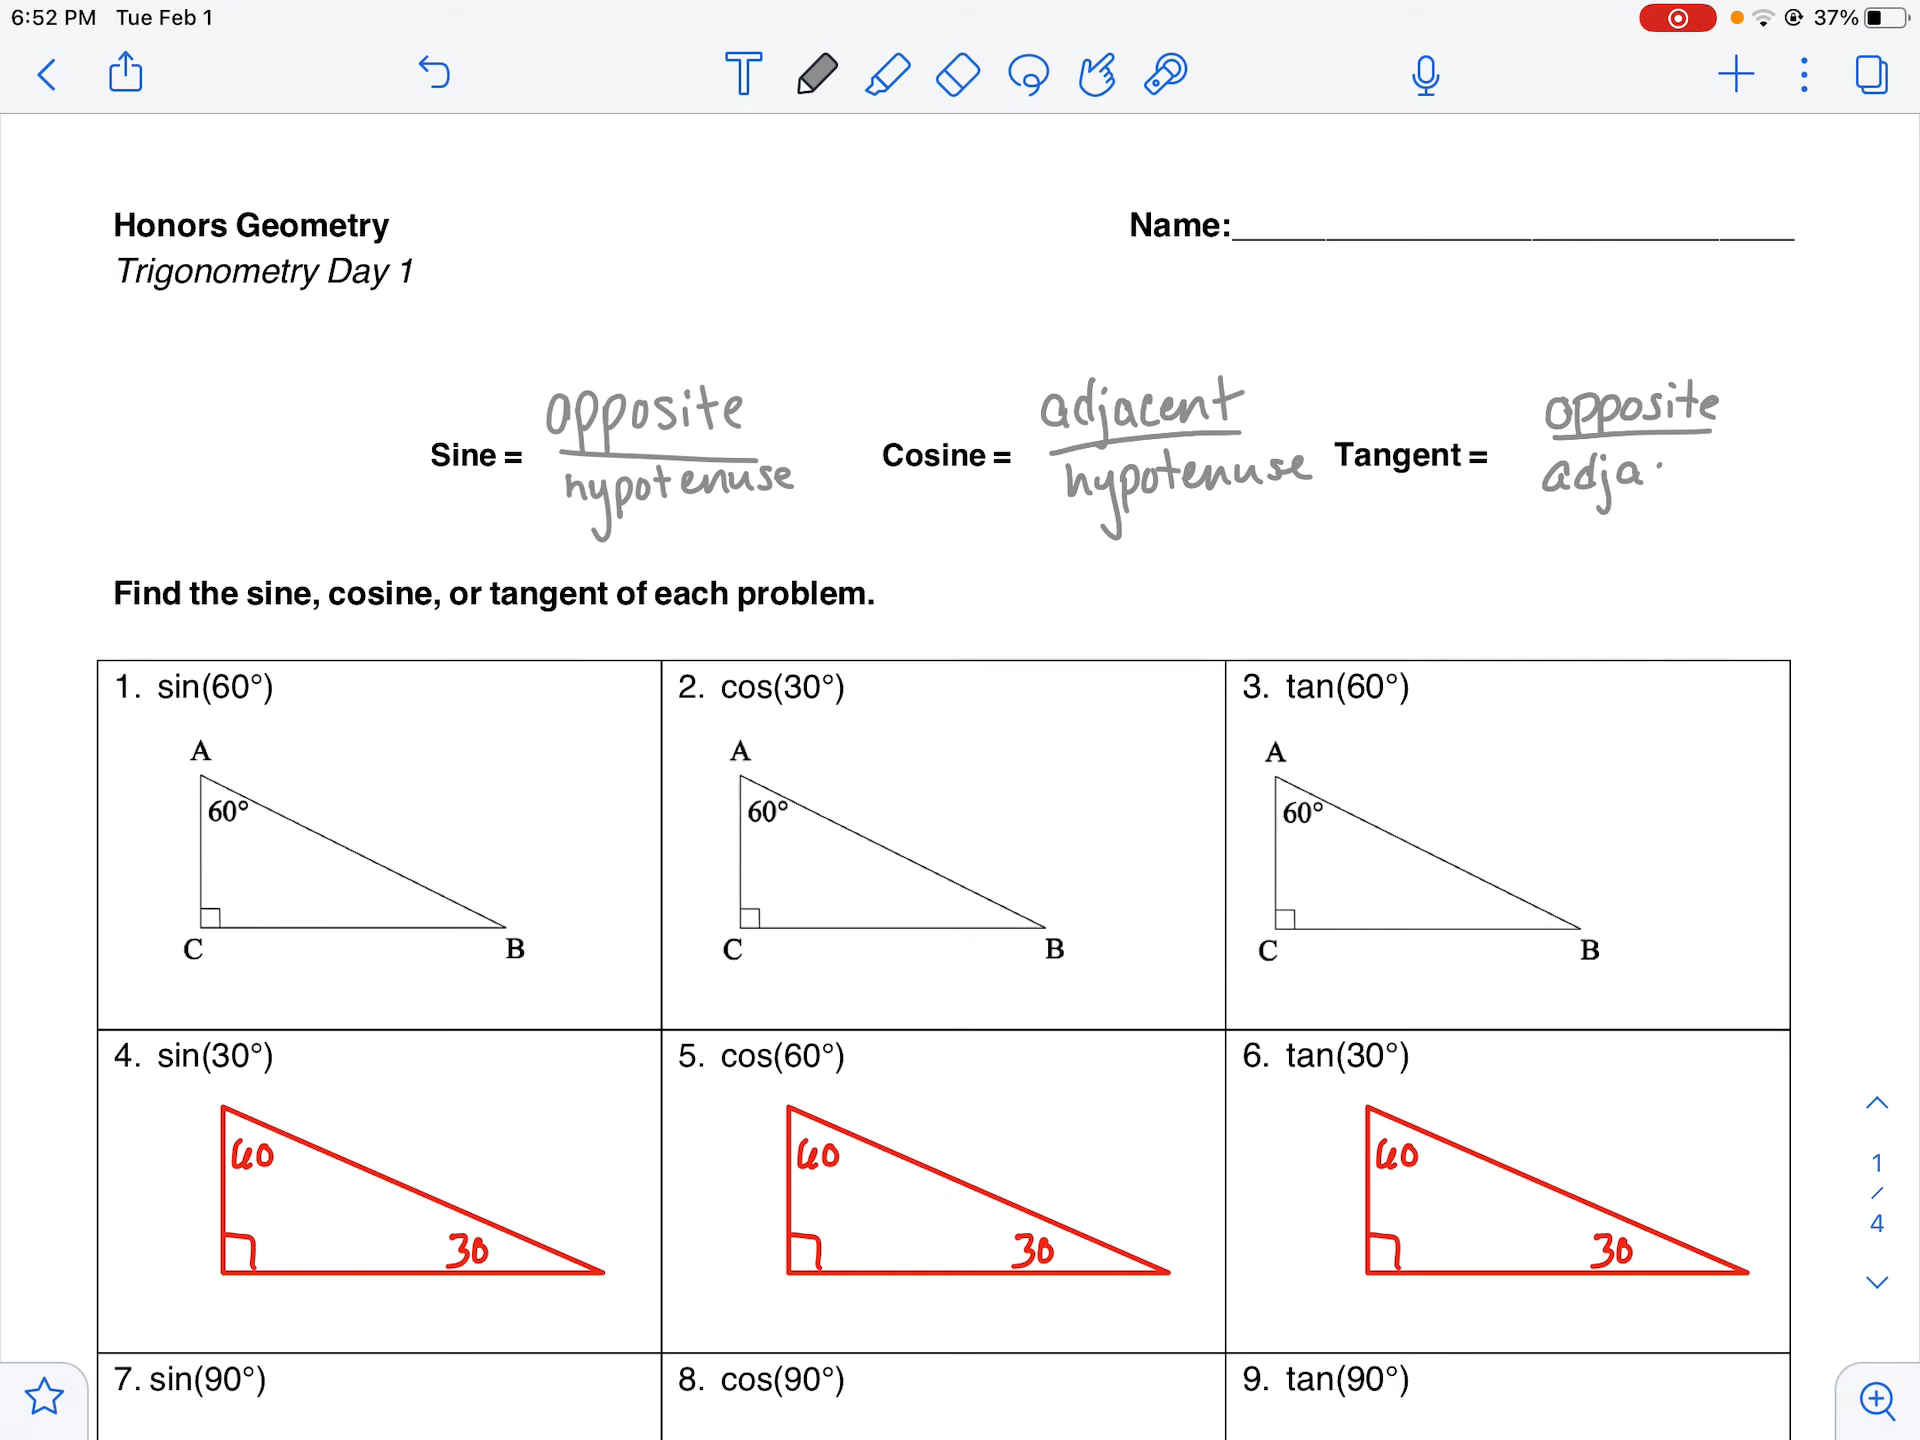 6:52 PM Tue Feb 1
37%
Honors Geometry
Name:
Trigonometry Day 1
Sine = opposite
hypotenuse
Cosine = adjacent
hypotenuse
Tangent = opposite
adja
Find the sine, cosine, or tangent of each problem.
1. sin(60°)
A
60°
C B
2. cos(30°)
A
60°
C B
3. tan(60°)
A
60°
C B
4. sin(30°)
60
30
5. cos(60°)
60
30
6. tan(30°)
60
30
1
/
4
7. sin(90°)
8. cos(90°)
9. tan(90°)